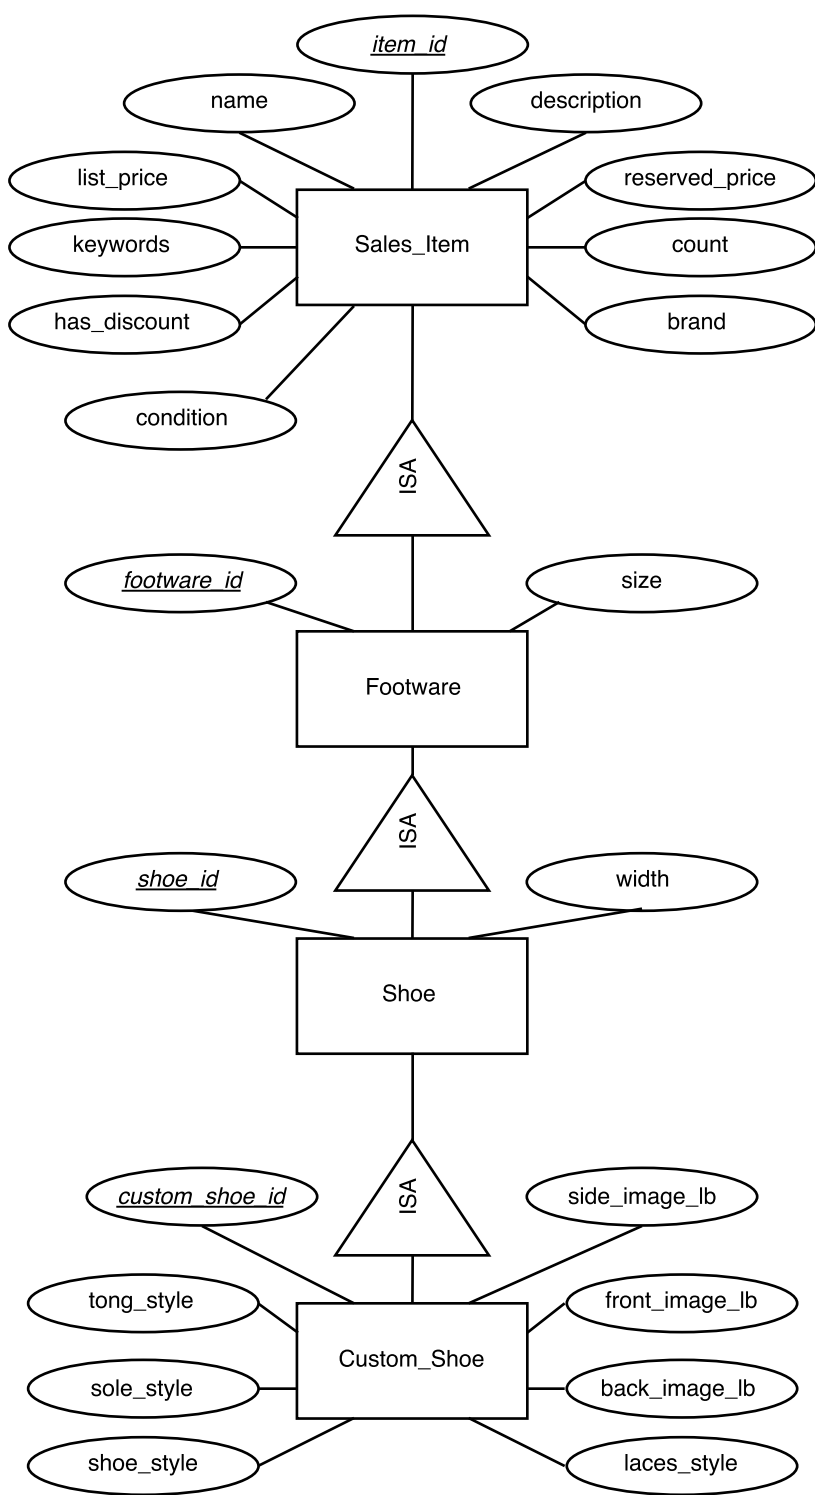 item_id
name
description
list_price
reserved_price
keywords
Sales_Item
count
has_discount
brand
condition
ISA
footware_id
size
Footware
ISA
shoe_id
width
Shoe
ISA
custom_shoe_id
side_image_lb
tong_style
front_image_lb
Custom_Shoe
sole_style
back_image_lb
shoe_style
laces_style